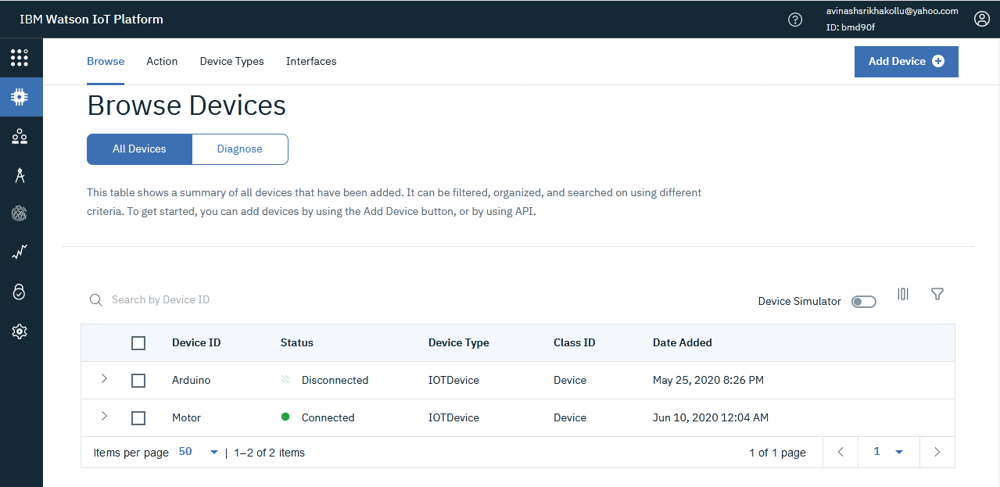 IBM Watson IoT Platform
avinashsrikhakollu@yahoo.com
ID: bmd90f
Browse Action Device Types Interfaces
Add Device
Browse Devices
All Devices Diagnose
This table shows a summary of all devices that have been added. It can be filtered, organized, and searched on using different
criteria. To get started, you can add devices by using the Add Device button, or by using API.
Search by Device ID
Device Simulator
Device ID Status Device Type Class ID Date Added
Arduino Disconnected IOTDevice Device May 25, 2020 8:26 PM
Motor Connected IOTDevice Device Jun 10, 2020 12:04 AM
Items per page 50 | 1–2 of 2 items 1 of 1 page 1